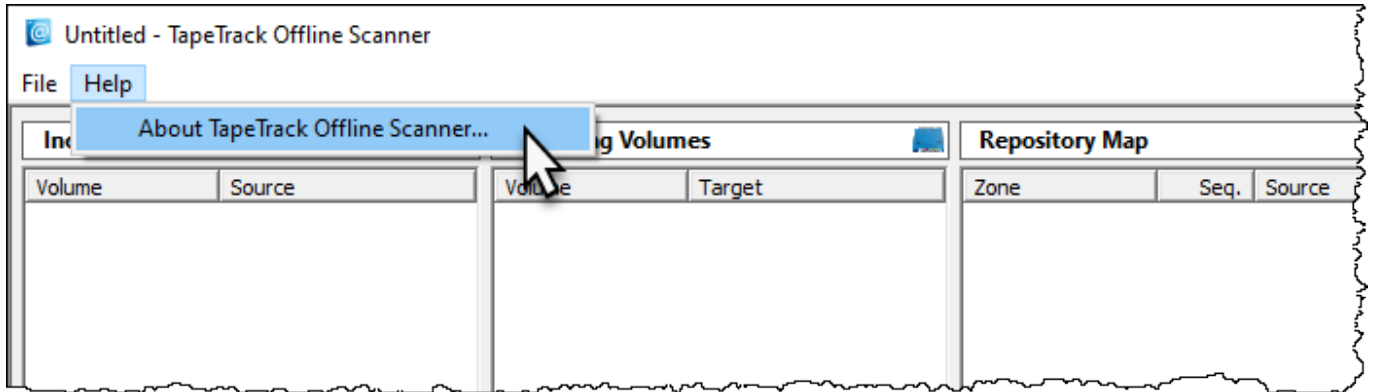 Untitled - TapeTrack Offline Scanner
File Help
About TapeTrack Offline Scanner...
Volumes
Repository Map
Volume Source Target Zone Seq. Source